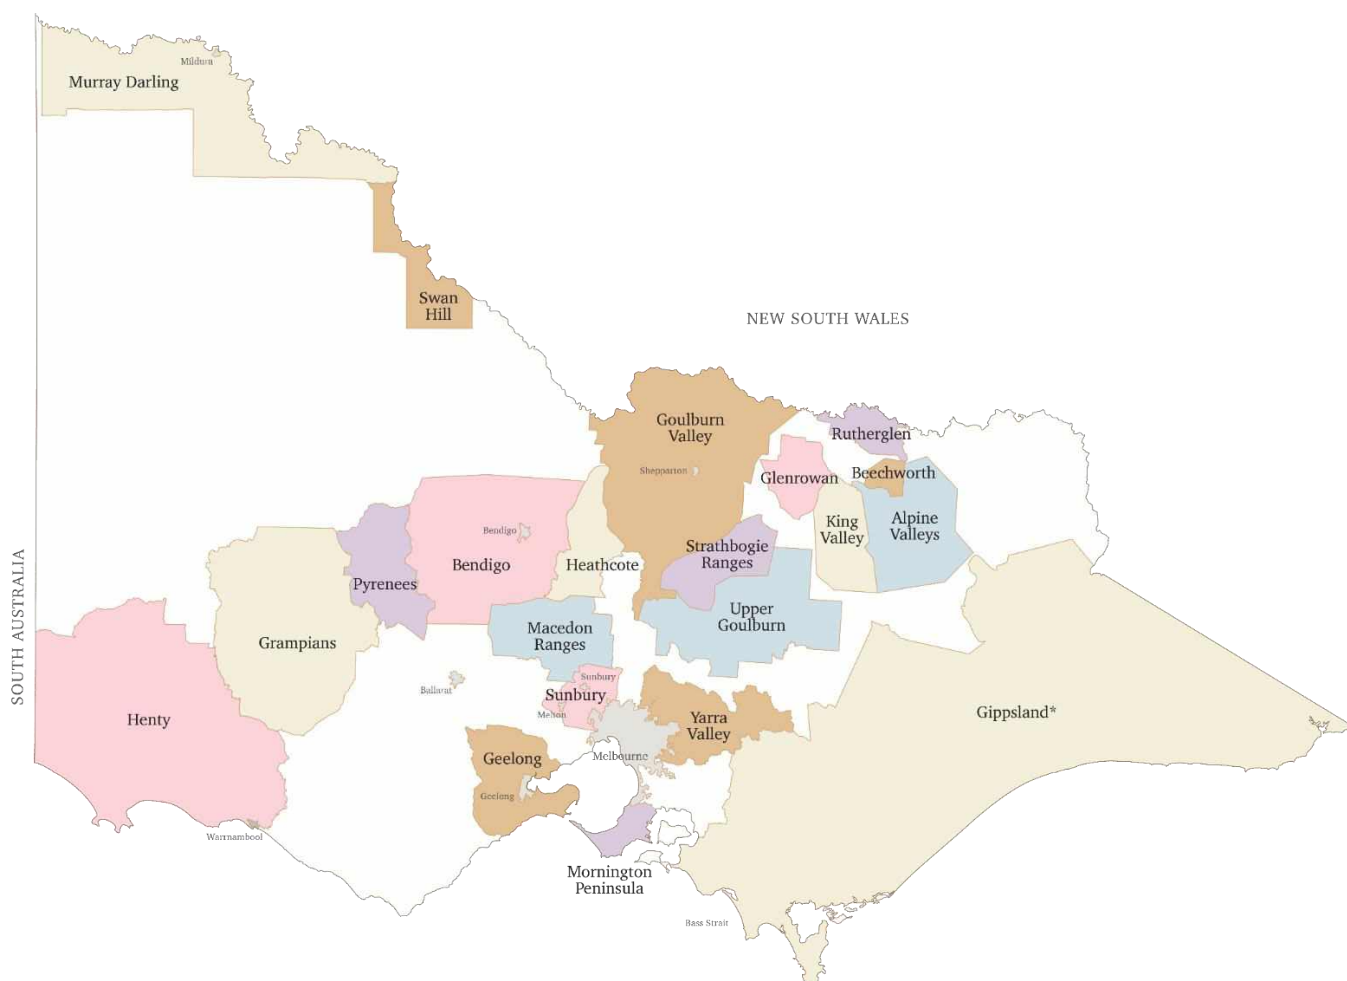 Mildura
Murray Darling
Swan
Hill
NEW SOUTH WALES
Goulburn
Valley
Rutherglen
Shepparton
Glenrowan
Beechworth
King
Valley
Alpine
Valleys
Bendigo
Bendigo
Heathcote
Strathbogie
Ranges
Pyrenees
Upper
Goulburn
Macedon
Ranges
Grampians
SOUTH AUSTRALIA
Sunbury
Sunbury
Ballarat
Melton
Henty
Yarra
Valley
Gippsland*
Geelong
Melbourne
Geelong
Warrnambool
Mornington
Peninsula
Bass Strait